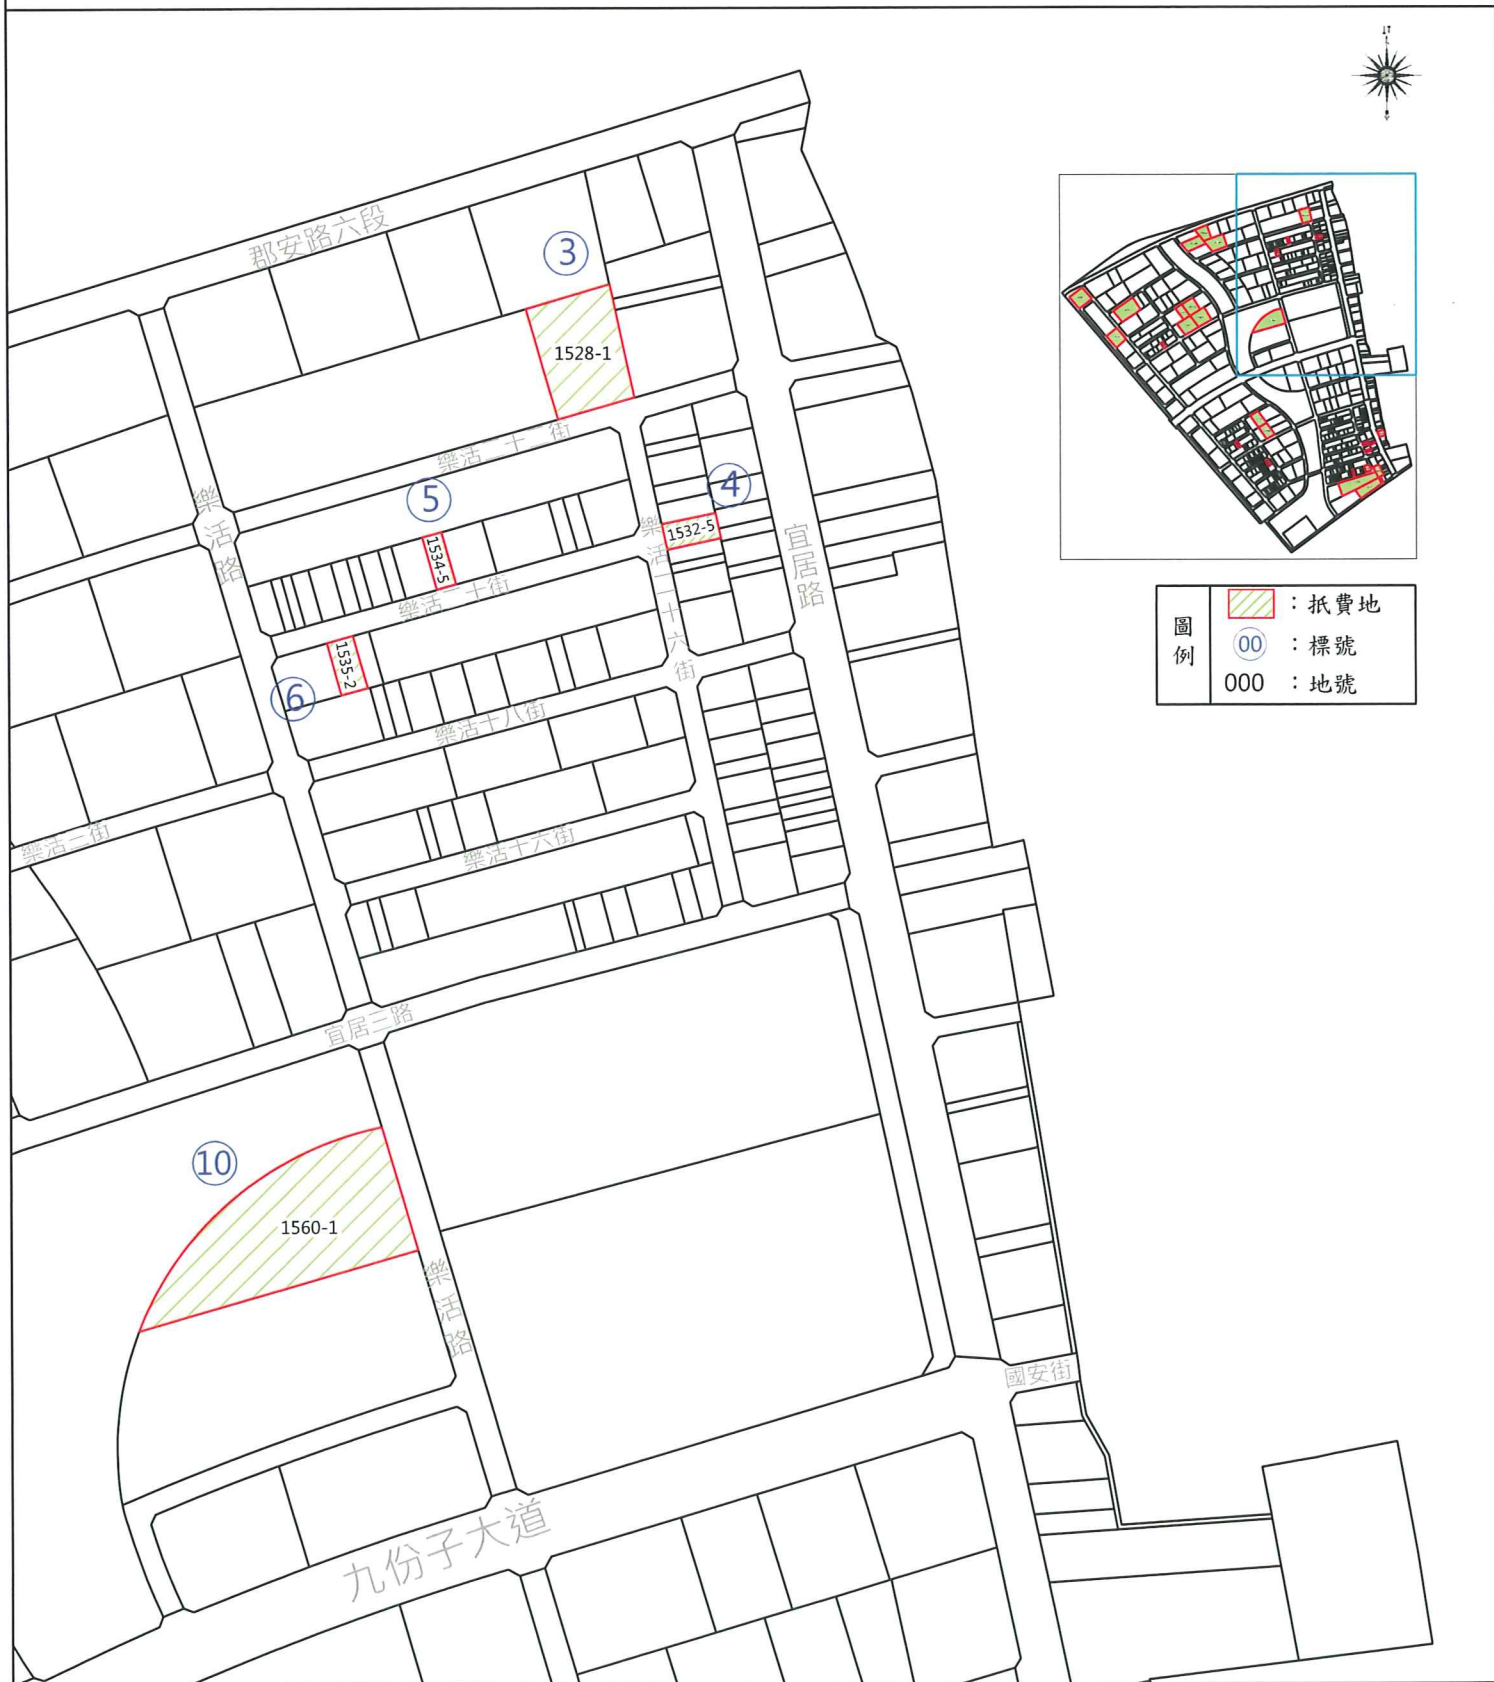 郡安路六段
③
1528-1
樂活二十二街
樂活路
⑤
④
1534-5
1532-5
宜居路
樂活二十街
樂活二十六街
1535-2
⑥
樂活十八街
樂活二街
樂活十六街
宜居三路
⑩
1560-1
樂活路
國安街
九份子大道
圖例
：抵費地
00：標號
000：地號